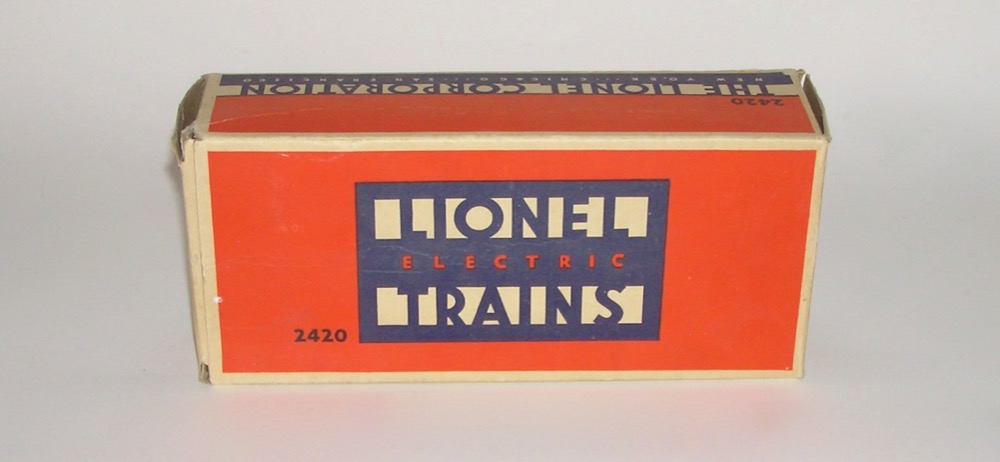 NEW YORK · CHICAGO · SAN FRANCISCO
THE LIONEL CORPORATION
2420
LIONEL
ELECTRIC
TRAINS
2420